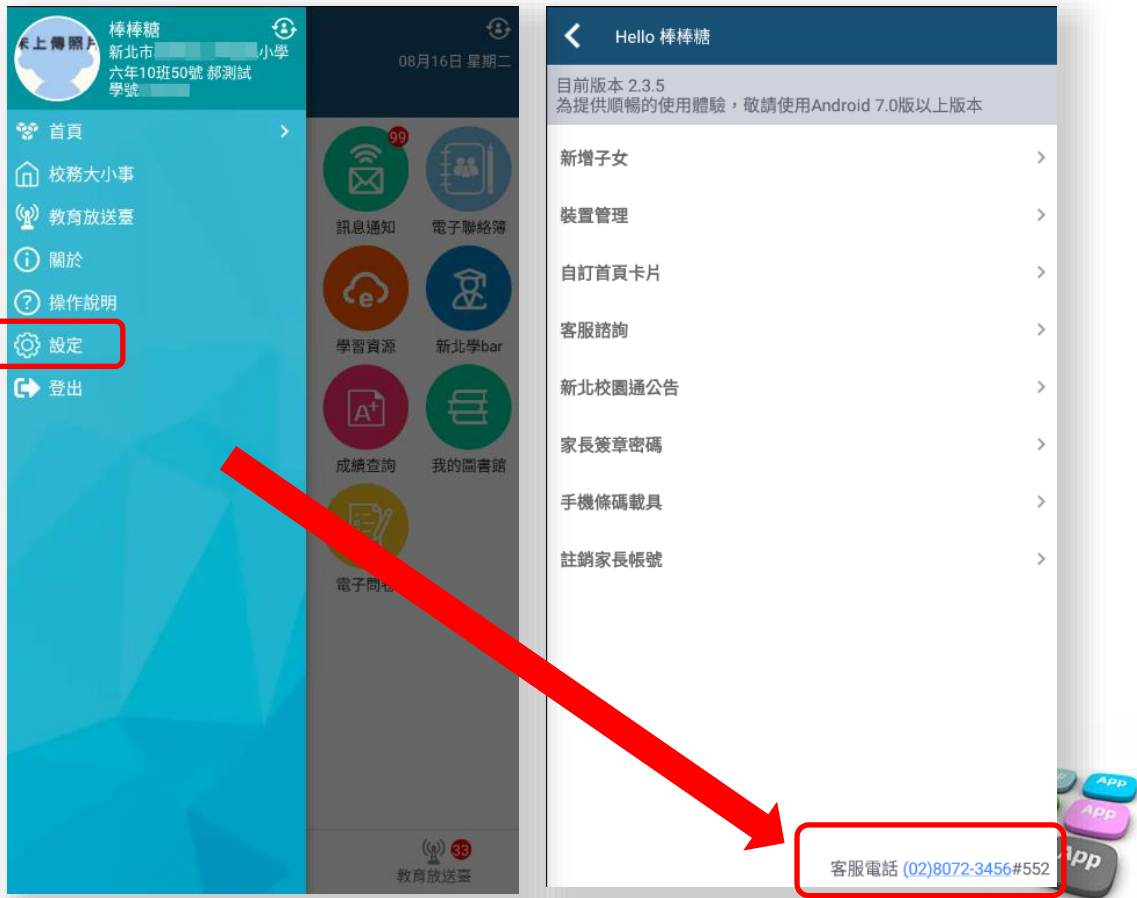 未上傳照片
棒棒糖
新北市 小學
六年10班50號 郝測試
學號
首頁
校務大小事
教育放送臺
關於
操作說明
設定
登出
08月16日 星期二
99
訊息通知
電子聯絡簿
e
學習資源
新北學bar
A+
成績查詢
我的圖書館
電子問
33
教育放送臺
Hello 棒棒糖
目前版本 2.3.5
為提供順暢的使用體驗,敬請使用Android 7.0版以上版本
新增子女
裝置管理
自訂首頁卡片
客服諮詢
新北校園通公告
家長簽章密碼
手機條碼載具
註銷家長帳號
客服電話 (02)8072-3456#552
App
App
App